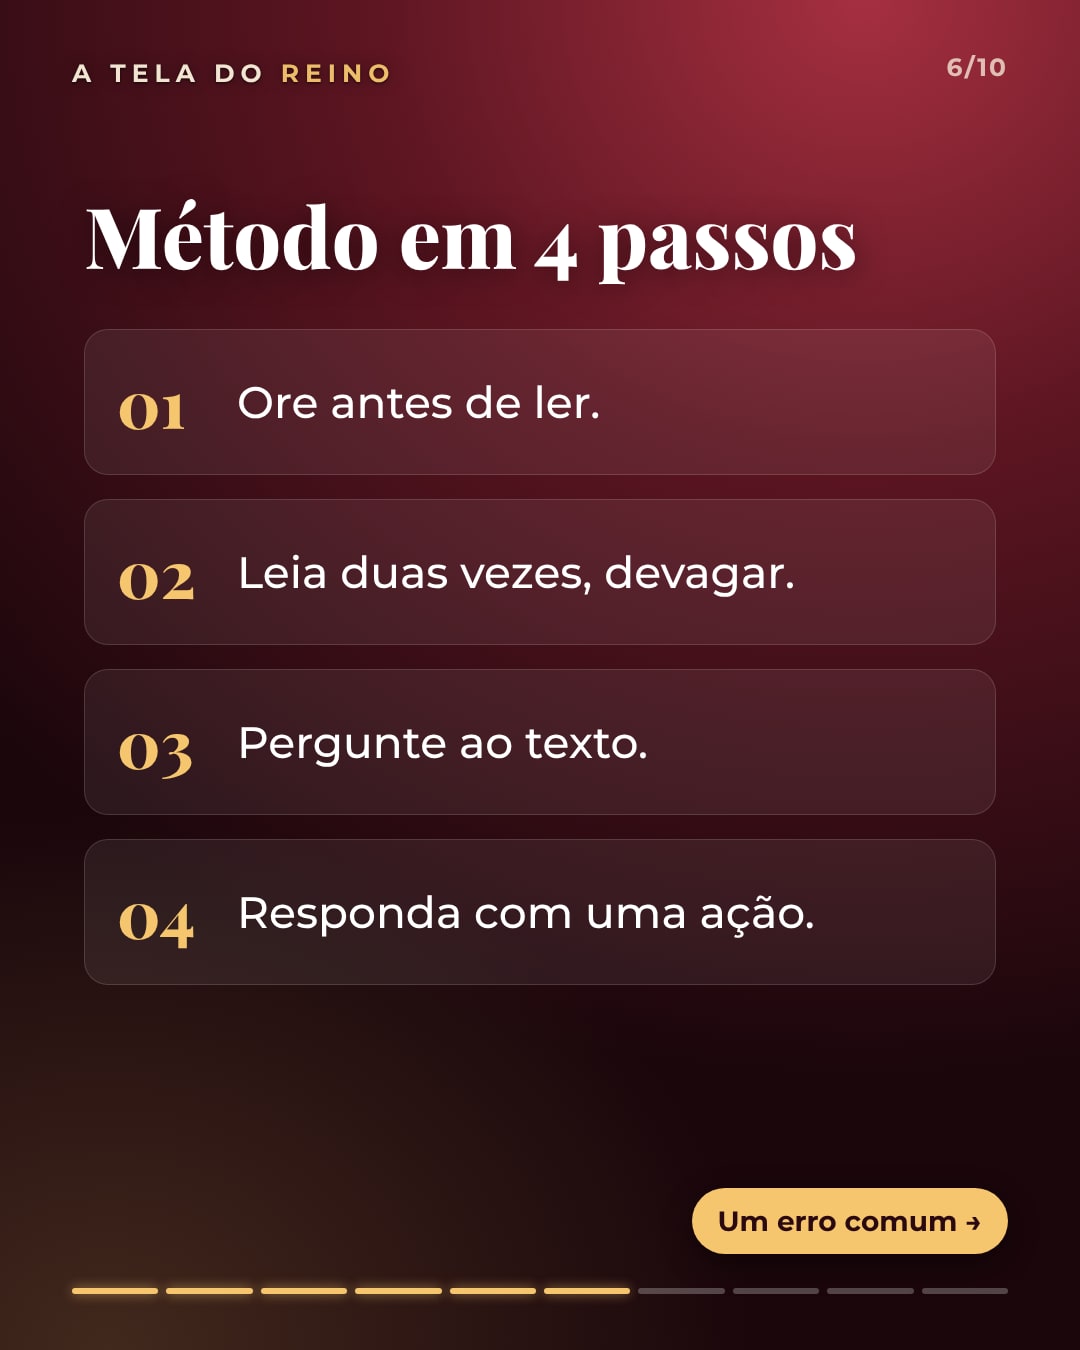 A TELA DO REINO
6/10
Método em 4 passos
01 Ore antes de ler.
02 Leia duas vezes, devagar.
03 Pergunte ao texto.
04 Responda com uma ação.
Um erro comum →